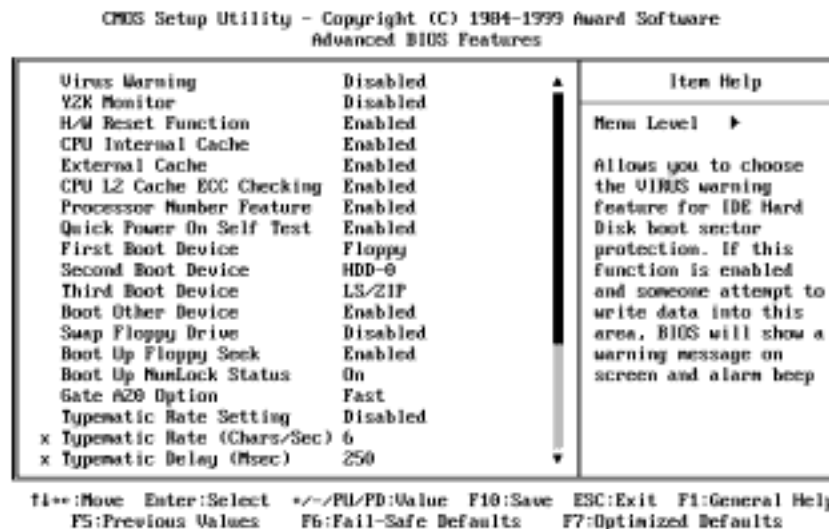 CMOS Setup Utility - Copyright (C) 1984-1999 Award Software
Advanced BIOS Features
Virus Warning Disabled
Y2K Monitor Disabled
H/W Reset Function Enabled
CPU Internal Cache Enabled
External Cache Enabled
CPU L2 Cache ECC Checking Enabled
Processor Number Feature Enabled
Quick Power On Self Test Enabled
First Boot Device Floppy
Second Boot Device HDD-0
Third Boot Device LS/ZIP
Boot Other Device Enabled
Swap Floppy Drive Disabled
Boot Up Floppy Seek Enabled
Boot Up NumLock Status On
Gate A20 Option Fast
Typematic Rate Setting Disabled
x Typematic Rate (Chars/Sec) 6
x Typematic Delay (Msec) 250
Item Help
Menu Level ▶
Allows you to choose
the VIRUS warning
feature for IDE Hard
Disk boot sector
protection. If this
function is enabled
and someone attempt to
write data into this
area, BIOS will show a
warning message on
screen and alarm beep
↑↓→←:Move Enter:Select +/-/PU/PD:Value F10:Save ESC:Exit F1:General Help
F5:Previous Values F6:Fail-Safe Defaults F7:Optimized Defaults